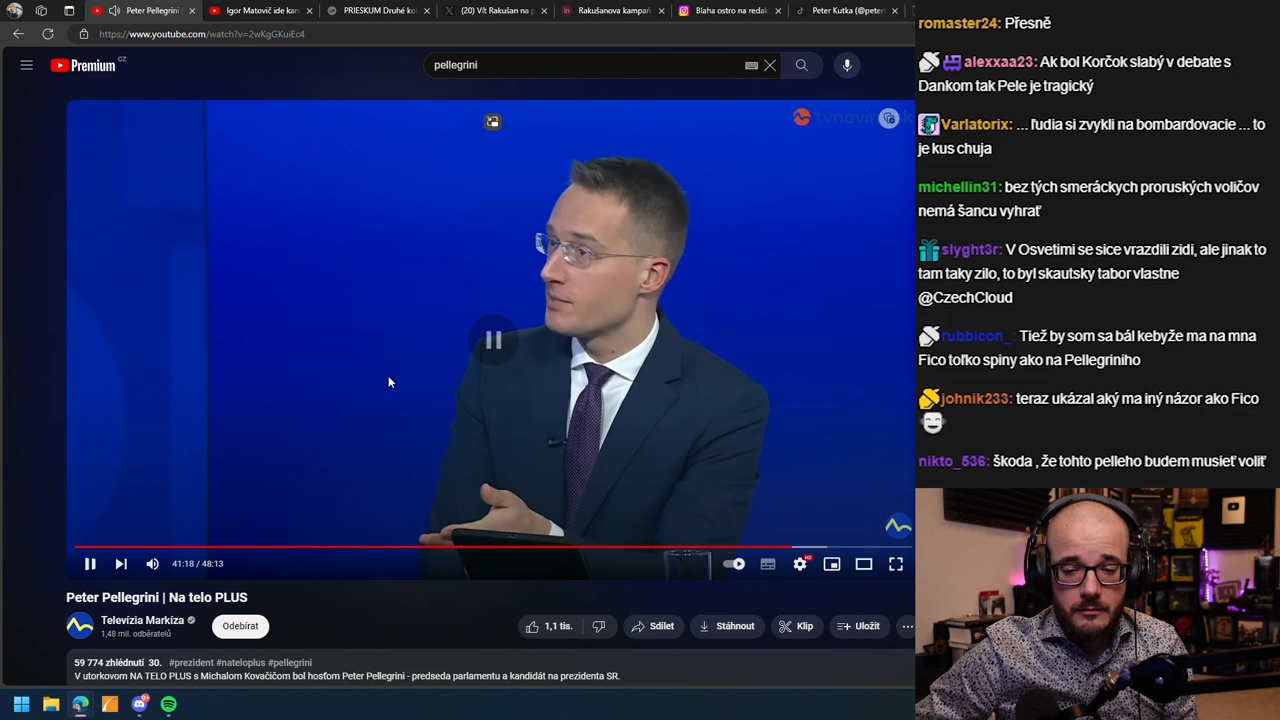 Peter Pellegrini |
Igor Matovič ide kan
PRIESKUM Druhé kol
(20) Vít Rakušan na p
Rakušanova kampaň
Blaha ostro na redak
Peter Kutka (@peterk
https://www.youtube.com/watch?v=2wKgGKuiEc4
Premium CZ
pellegrini
tvnoviny.sk
41:18 / 48:13
HD
Peter Pellegrini | Na telo PLUS
Televízia Markíza
1,48 mil. odběratelů
Odebírat
1,1 tis.
Sdílet
Stáhnout
Klip
Uložit
59 774 zhlédnutí 30. #prezident #nateloplus #pellegrini
V utorkovom NA TELO PLUS s Michalom Kovačičom bol hosťom Peter Pellegrini - predseda parlamentu a kandidát na prezidenta SR.
romaster24: Přesně
alexxaa23: Ak bol Korčok slabý v debate s
Dankom tak Pele je tragický
Varlatorix: ... ľudia si zvykli na bombardovacie ... to
je kus chuja
michellin31: bez tých smeráckych proruských voličov
nemá šancu vyhrať
slyght3r: V Osvetimi se sice vrazdili zidi, ale jinak to
tam taky zilo, to byl skautsky tabor vlastne
@CzechCloud
rubbicon_: Tiež by som sa bál kebyže ma na mna
Fico toľko spiny ako na Pellegriniho
johnik233: teraz ukázal aký ma iný názor ako Fico
nikto_536: škoda , že tohto pelleho budem musieť voliť